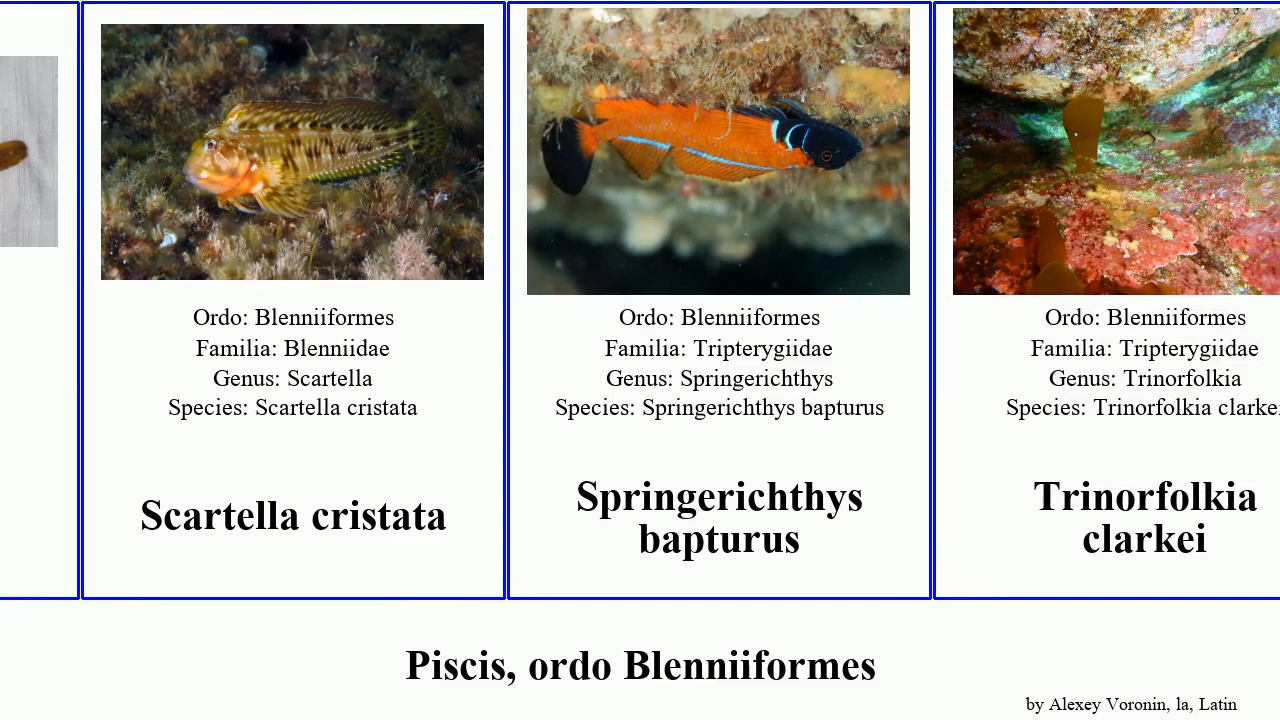 Ordo: Blenniiformes
Familia: Blenniidae
Genus: Scartella
Species: Scartella cristata
Scartella cristata
Ordo: Blenniiformes
Familia: Tripterygiidae
Genus: Springerichthys
Species: Springerichthys bapturus
Springerichthys
bapturus
Ordo: Blenniiformes
Familia: Tripterygiidae
Genus: Trinorfolkia
Species: Trinorfolkia clarkei
Trinorfolkia
clarkei
Piscis, ordo Blenniiformes
by Alexey Voronin, la, Latin